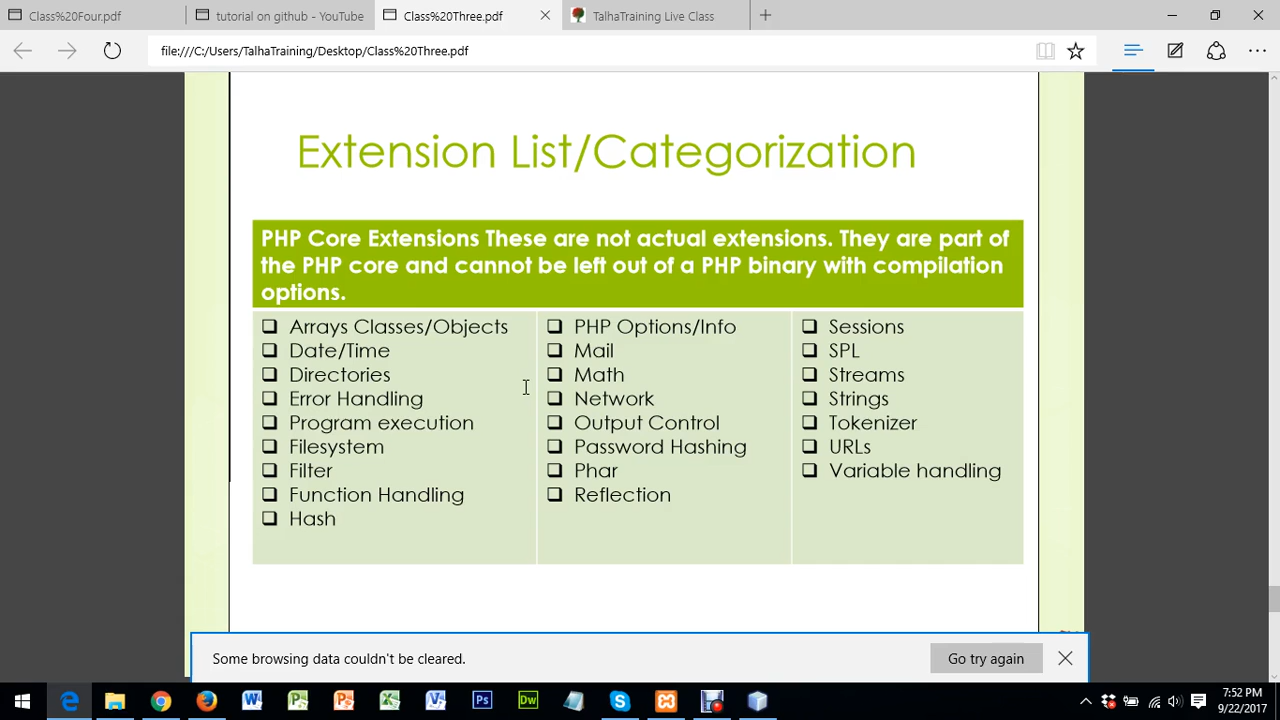 Class%20Four.pdf
tutorial on github - YouTube
Class%20Three.pdf
TalhaTraining Live Class
file:///C:/Users/TalhaTraining/Desktop/Class%20Three.pdf
Extension List/Categorization
PHP Core Extensions These are not actual extensions. They are part of
the PHP core and cannot be left out of a PHP binary with compilation
options.
Arrays Classes/Objects
Date/Time
Directories
Error Handling
Program execution
Filesystem
Filter
Function Handling
Hash
PHP Options/Info
Mail
Math
Network
Output Control
Password Hashing
Phar
Reflection
Sessions
SPL
Streams
Strings
Tokenizer
URLs
Variable handling
Some browsing data couldn't be cleared.
Go try again
7:52 PM
9/22/2017